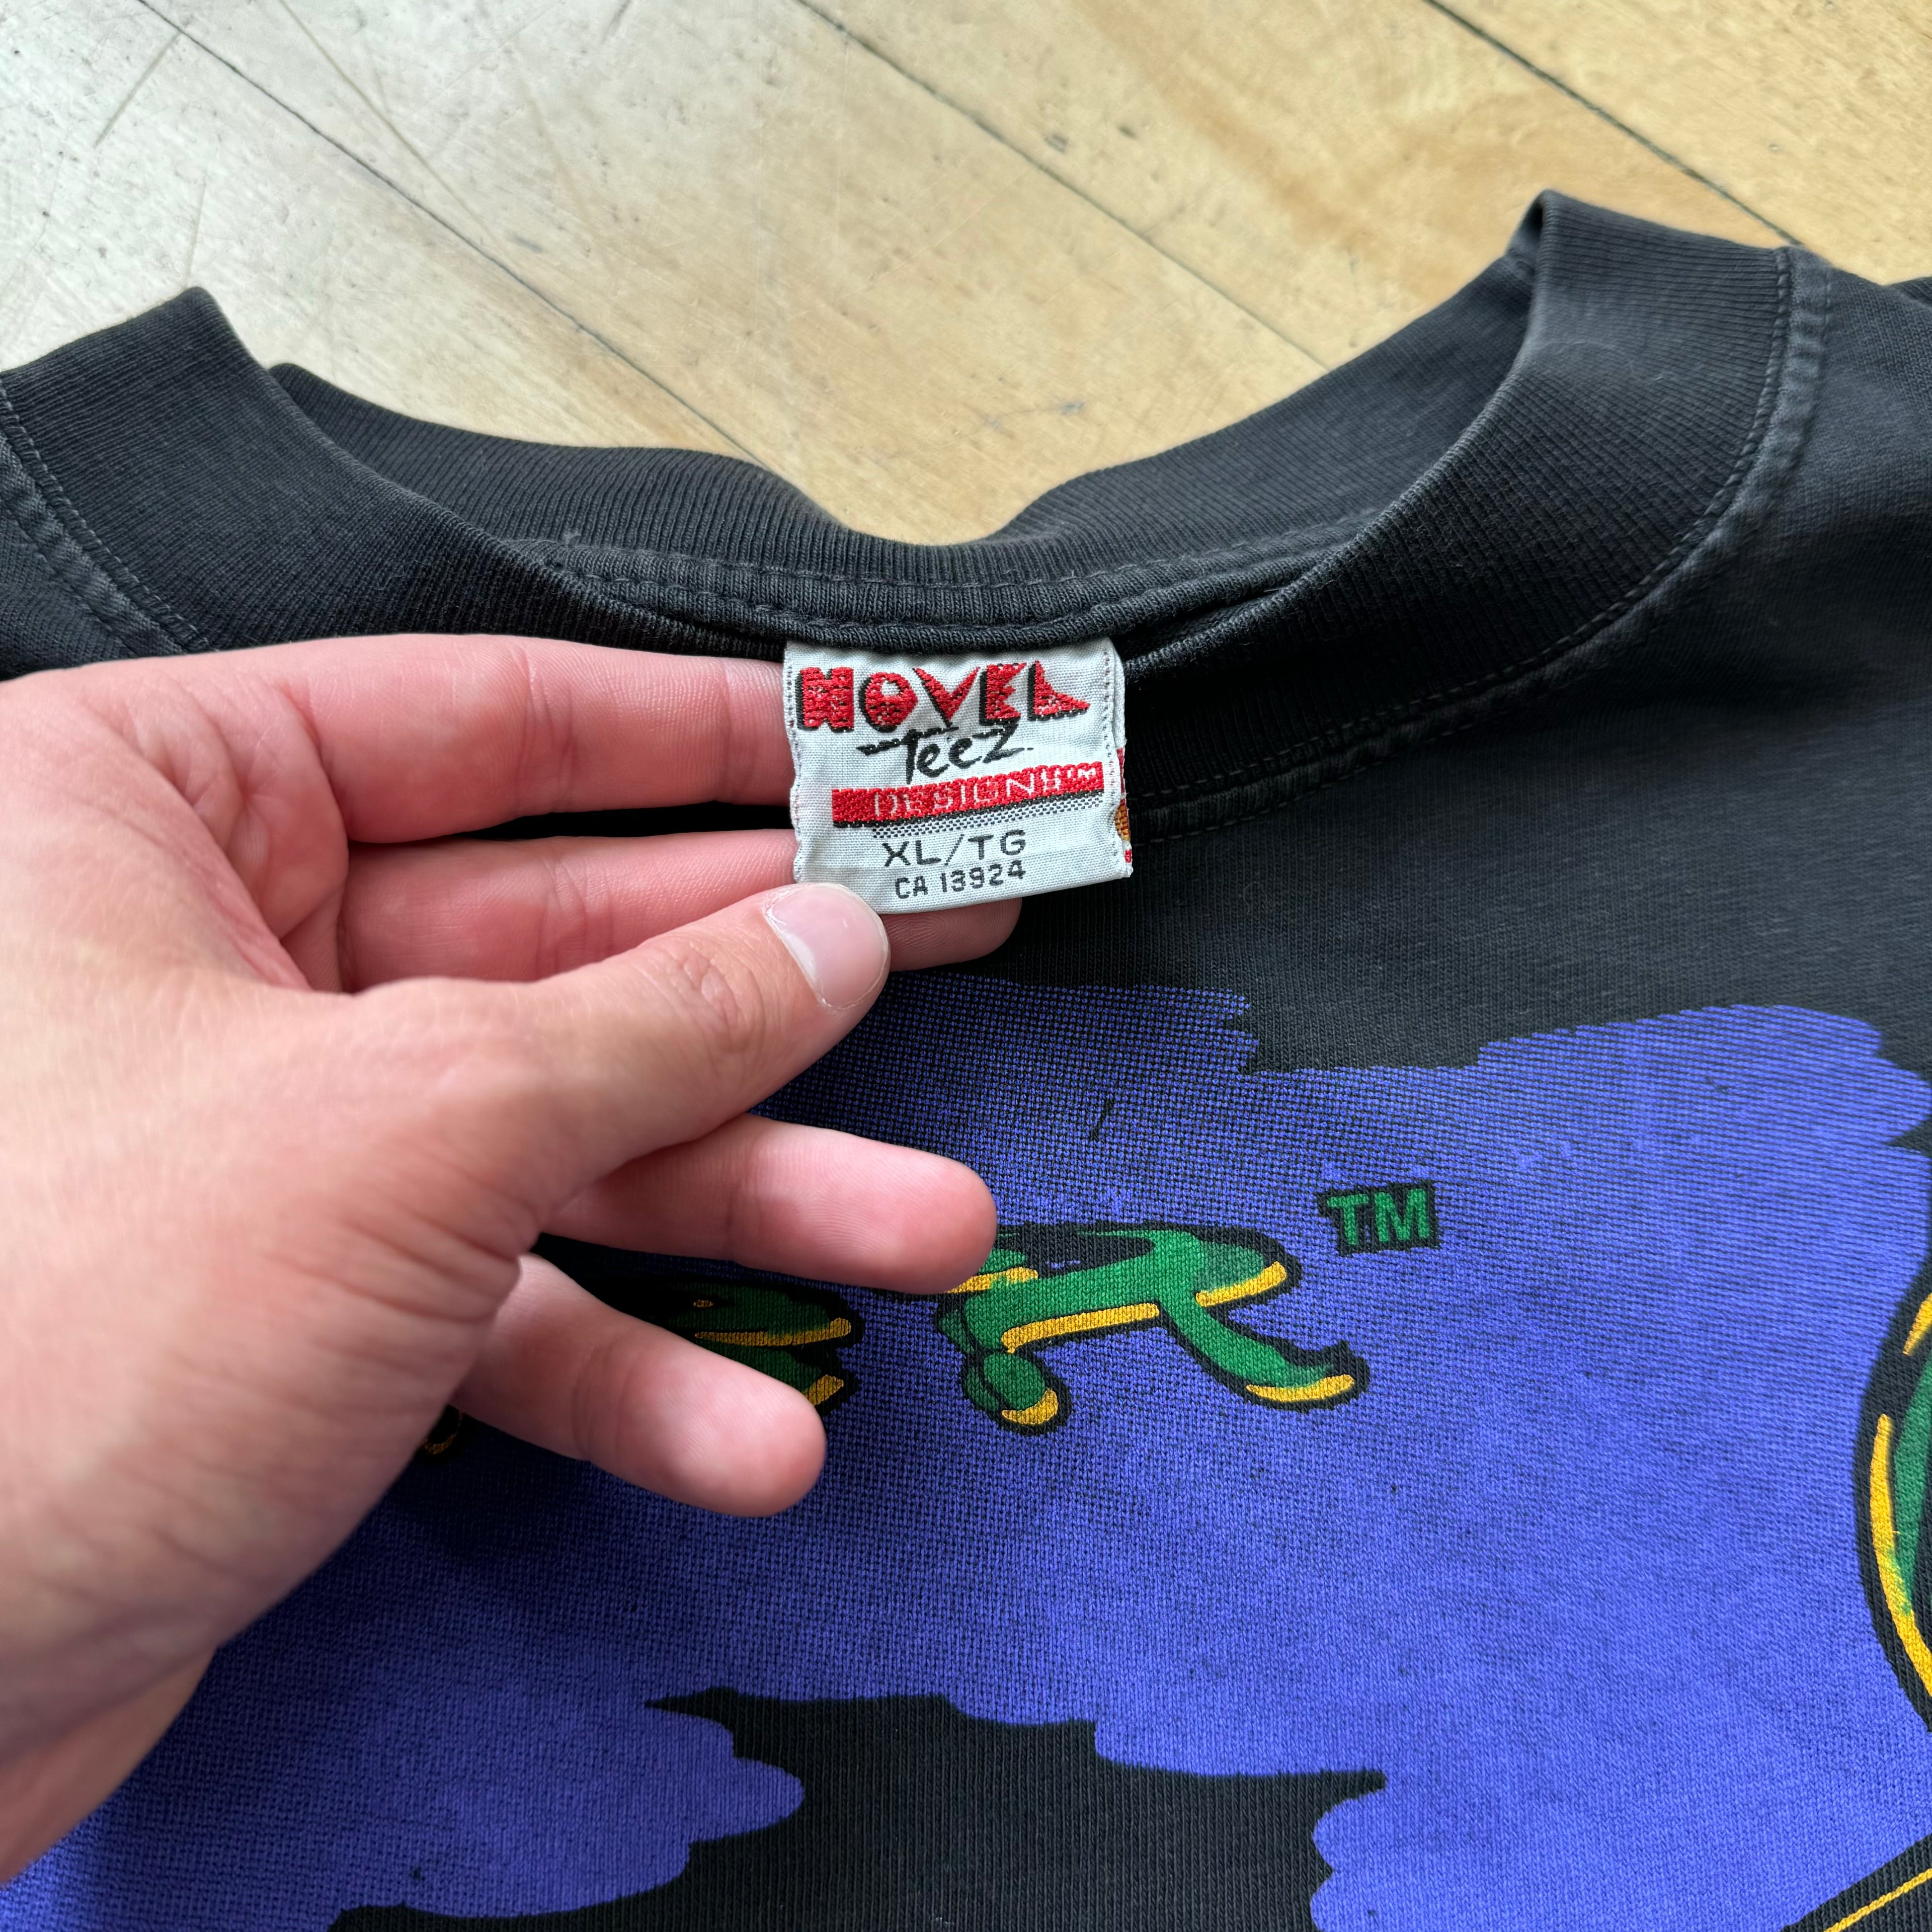 NOVEL
TeeZ
DESIGNS
XL/TG
CA 13924
TM